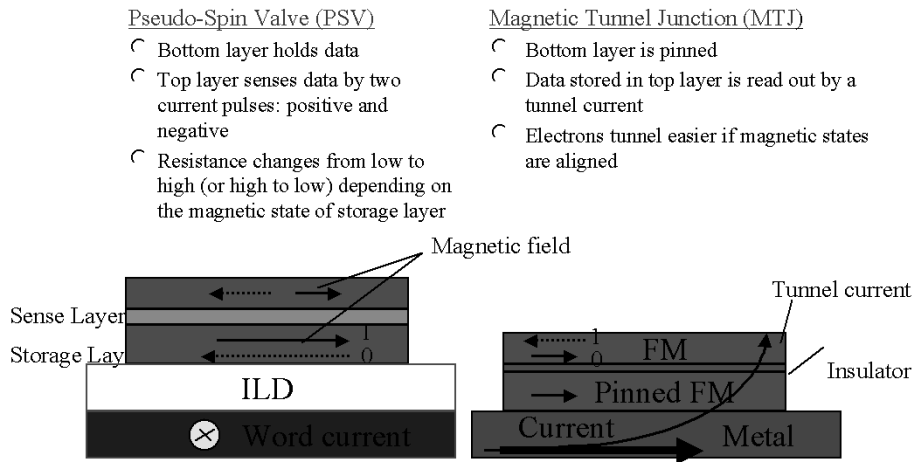 Pseudo-Spin Valve (PSV)
Bottom layer holds data
Top layer senses data by two
current pulses: positive and
negative
Resistance changes from low to
high (or high to low) depending on
the magnetic state of storage layer
Magnetic Tunnel Junction (MTJ)
Bottom layer is pinned
Data stored in top layer is read out by a
tunnel current
Electrons tunnel easier if magnetic states
are aligned
Magnetic field
Sense Layer
1
Storage Lay
0
ILD
Word current
Tunnel current
1
0
FM
Insulator
Pinned FM
Current
Metal